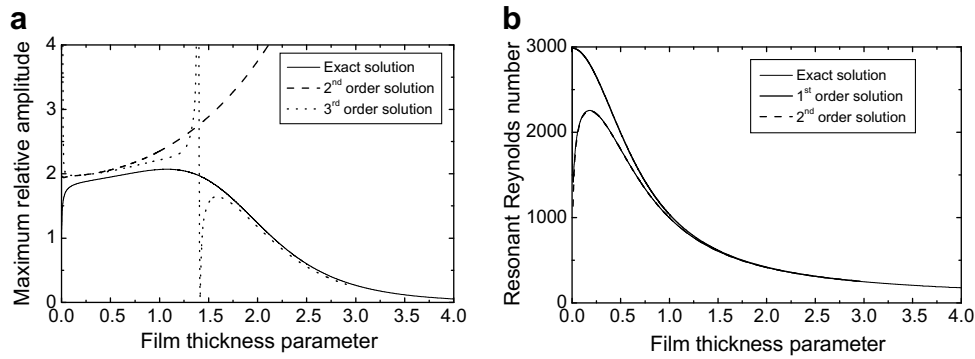 a
Maximum relative amplitude
4
3
2
1
0
0.0 0.5 1.0 1.5 2.0 2.5 3.0 3.5 4.0
Film thickness parameter
Exact solution
2nd order solution
3rd order solution
b
Resonant Reynolds number
3000
2000
1000
0
0.0 0.5 1.0 1.5 2.0 2.5 3.0 3.5 4.0
Film thickness parameter
Exact solution
1st order solution
2nd order solution